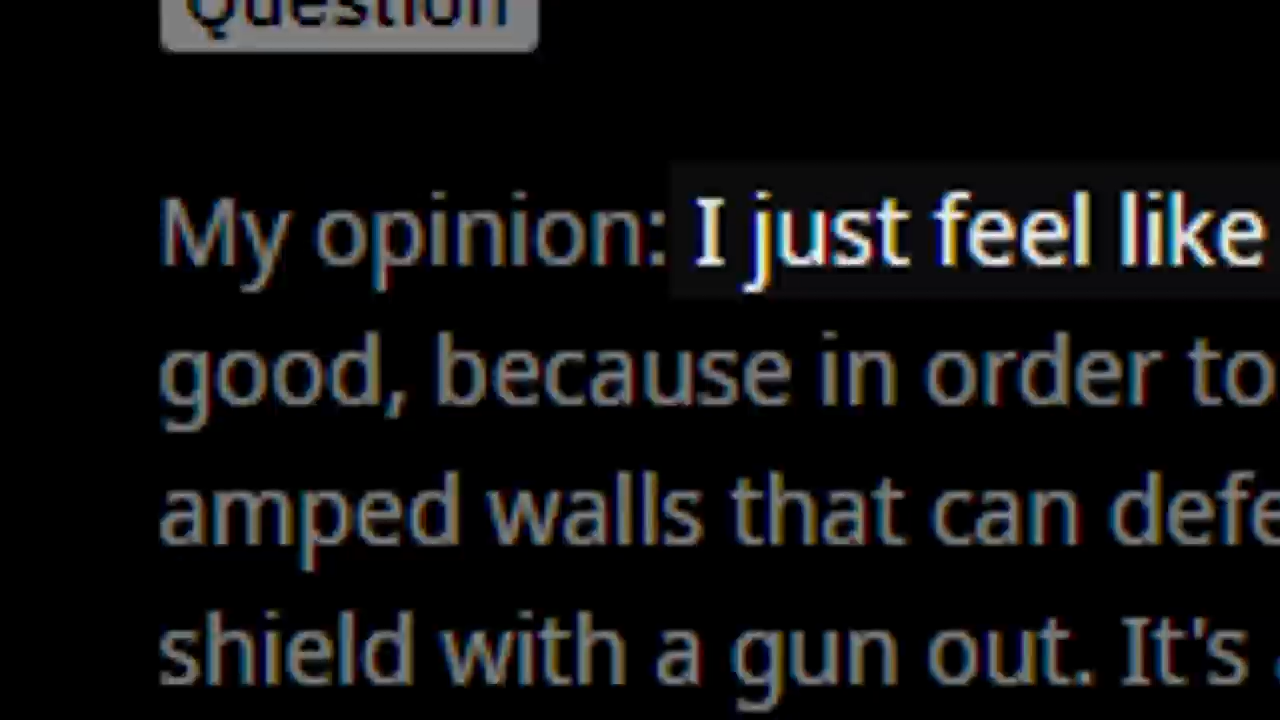 Question
My opinion: I just feel like
good, because in order to
amped walls that can defe
shield with a gun out. It's